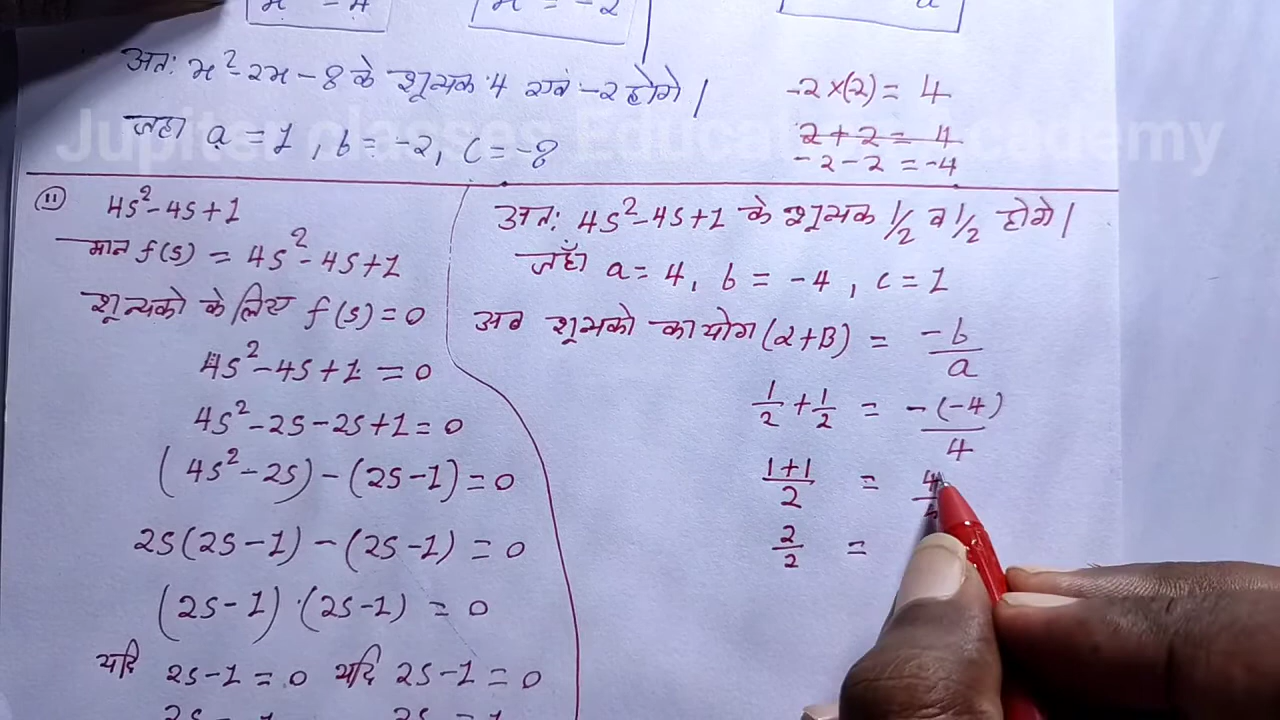 अतः x² - 2x - 8 के शून्यक 4 एवं -2 होगे |
जहा a = 1, b = -2, c = -8
-2 × (-2) = 4
2 + 2 = 4
-2 - 2 = -4
Jupiter classes Educa Academy
(ii) 4s² - 4s + 1
माना f(s) = 4s² - 4s + 1
शून्यको के लिए f(s) = 0
4s² - 4s + 1 = 0
4s² - 2s - 2s + 1 = 0
(4s² - 2s) - (2s - 1) = 0
2s(2s - 1) - (2s - 1) = 0
(2s - 1) · (2s - 1) = 0
यदि 2s - 1 = 0 यदि 2s - 1 = 0
अतः 4s² - 4s + 1 के शून्यक 1/2 व 1/2 होगे |
जहाँ a = 4, b = -4, c = 1
अब शून्यको का योग (α + β) = -b/a
1/2 + 1/2 = -(-4)/4
(1+1)/2 = 4/
2/2 =